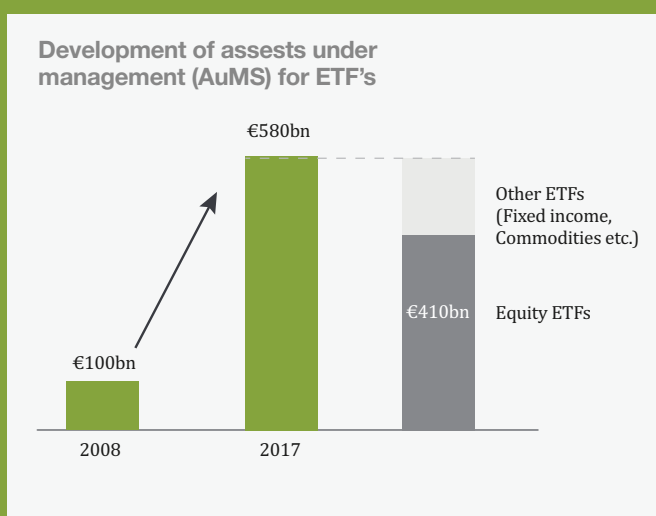 Development of assests under
management (AuMS) for ETF's
€580bn
Other ETFs
(Fixed income,
Commodities etc.)
€410bn
Equity ETFs
€100bn
2008
2017